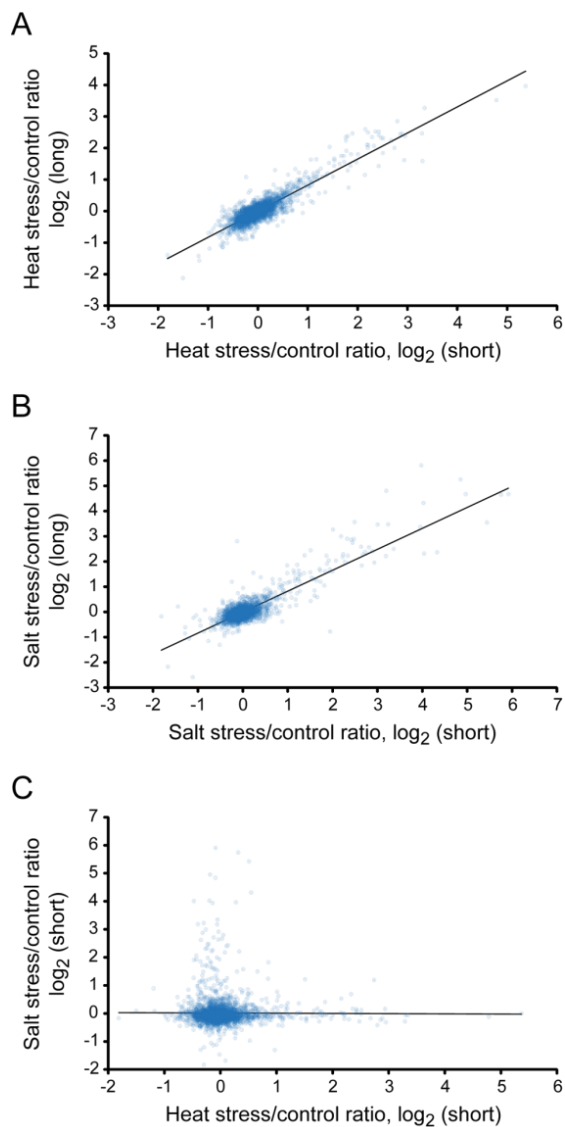 A
5
4
3
2
1
0
-1
-2
-3
Heat stress/control ratio
log2 (long)
-3 -2 -1 0 1 2 3 4 5 6
Heat stress/control ratio, log2 (short)
B
7
6
5
4
3
2
1
0
-1
-2
-3
Salt stress/control ratio
log2 (long)
-3 -2 -1 0 1 2 3 4 5 6 7
Salt stress/control ratio, log2 (short)
C
7
6
5
4
3
2
1
0
-1
-2
Salt stress/control ratio
log2 (short)
-2 -1 0 1 2 3 4 5 6
Heat stress/control ratio, log2 (short)